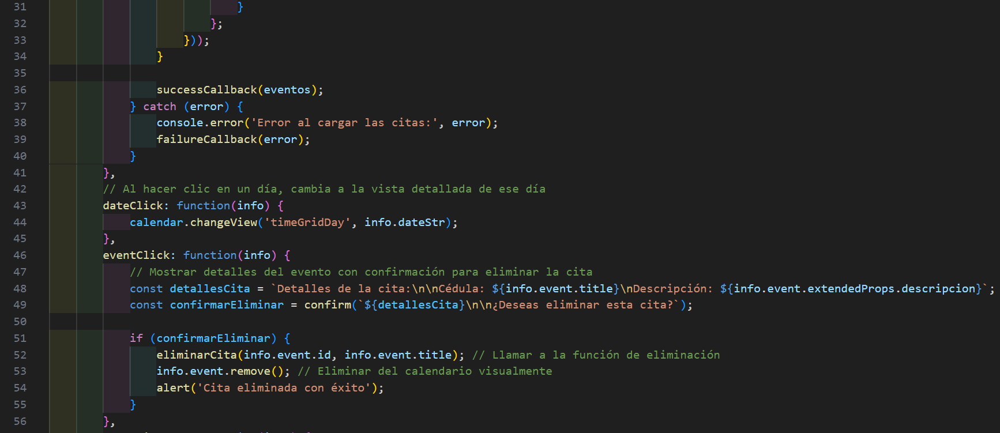 31 }
32 };
33 }));
34 }
35
36 successCallback(eventos);
37 } catch (error) {
38 console.error('Error al cargar las citas:', error);
39 failureCallback(error);
40 }
41 },
42 // Al hacer clic en un día, cambia a la vista detallada de ese día
43 dateClick: function(info) {
44 calendar.changeView('timeGridDay', info.dateStr);
45 },
46 eventClick: function(info) {
47 // Mostrar detalles del evento con confirmación para eliminar la cita
48 const detallesCita = `Detalles de la cita:\n\nCédula: ${info.event.title}\nDescripción: ${info.event.extendedProps.descripcion}`;
49 const confirmarEliminar = confirm(`${detallesCita}\n\n¿Deseas eliminar esta cita?`);
50
51 if (confirmarEliminar) {
52 eliminarCita(info.event.id, info.event.title); // Llamar a la función de eliminación
53 info.event.remove(); // Eliminar del calendario visualmente
54 alert('Cita eliminada con éxito');
55 }
56 },